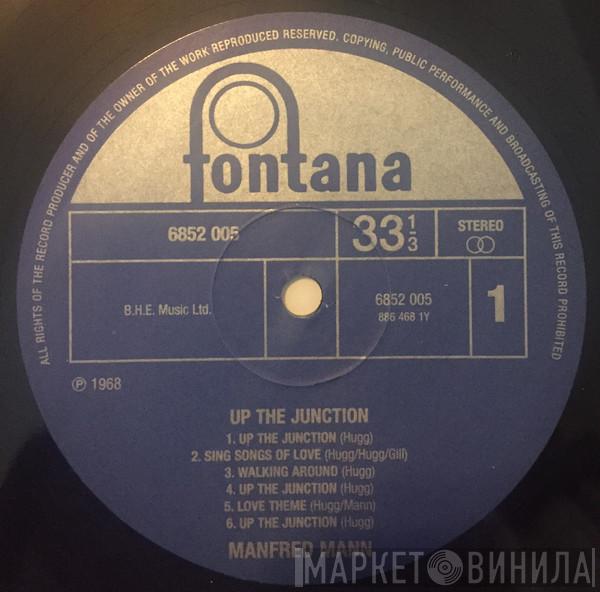 ALL RIGHTS OF THE RECORD PRODUCER AND OF THE OWNER OF THE WORK REPRODUCED RESERVED. COPYING, PUBLIC PERFORMANCE AND BROADCASTING OF THIS RECORD PROHIBITED
fontana
6852 005
33 1/3
STEREO
B.H.E. Music Ltd.
6852 005
886 468 1Y
1
℗ 1968
UP THE JUNCTION
1. UP THE JUNCTION (Hugg)
2. SING SONGS OF LOVE (Hugg/Hugg/Gill)
3. WALKING AROUND (Hugg)
4. UP THE JUNCTION (Hugg)
5. LOVE THEME (Hugg/Mann)
6. UP THE JUNCTION (Hugg)
MANFRED MANN
МАРКЕТ ВИНИЛА